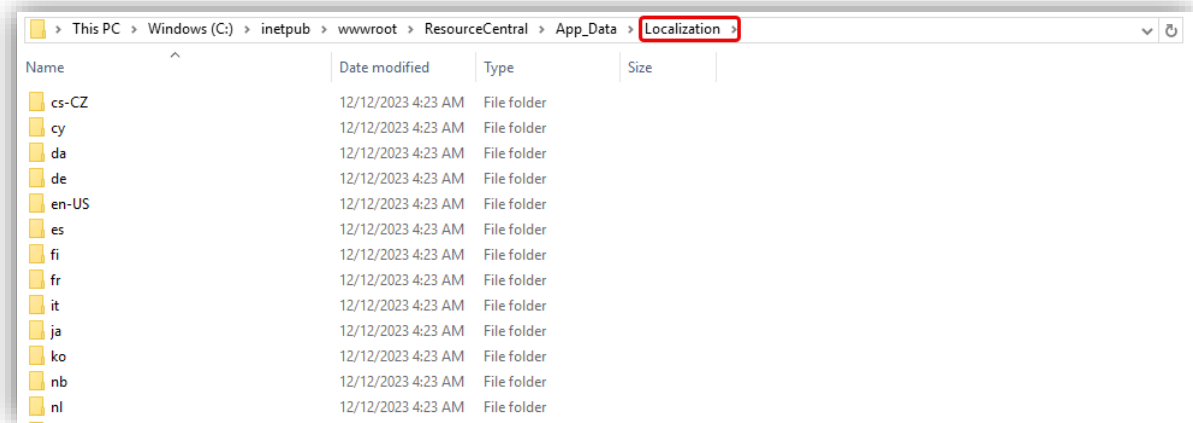 This PC > Windows (C:) > inetpub > wwwroot > ResourceCentral > App_Data > Localization >
Name Date modified Type Size
cs-CZ 12/12/2023 4:23 AM File folder
cy 12/12/2023 4:23 AM File folder
da 12/12/2023 4:23 AM File folder
de 12/12/2023 4:23 AM File folder
en-US 12/12/2023 4:23 AM File folder
es 12/12/2023 4:23 AM File folder
fi 12/12/2023 4:23 AM File folder
fr 12/12/2023 4:23 AM File folder
it 12/12/2023 4:23 AM File folder
ja 12/12/2023 4:23 AM File folder
ko 12/12/2023 4:23 AM File folder
nb 12/12/2023 4:23 AM File folder
nl 12/12/2023 4:23 AM File folder